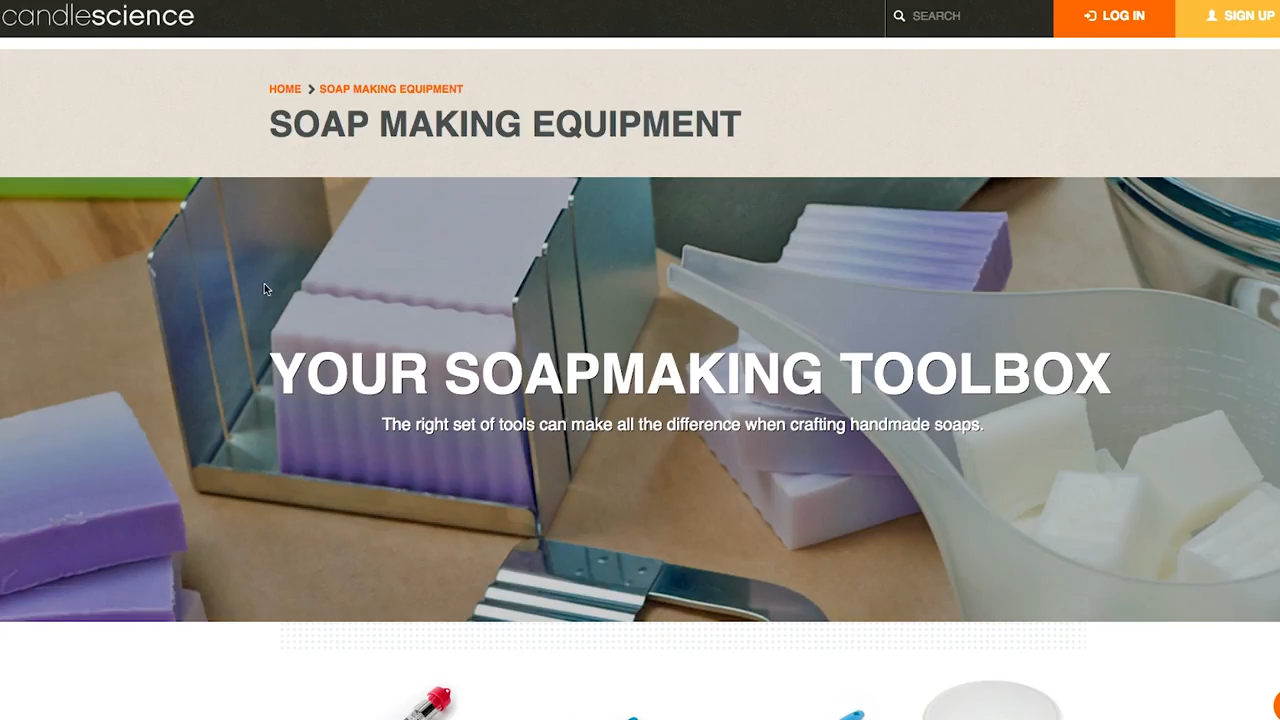 candlescience
SEARCH
LOG IN
SIGN UP
HOME
SOAP MAKING EQUIPMENT
SOAP MAKING EQUIPMENT
YOUR SOAPMAKING TOOLBOX
The right set of tools can make all the difference when crafting handmade soaps.